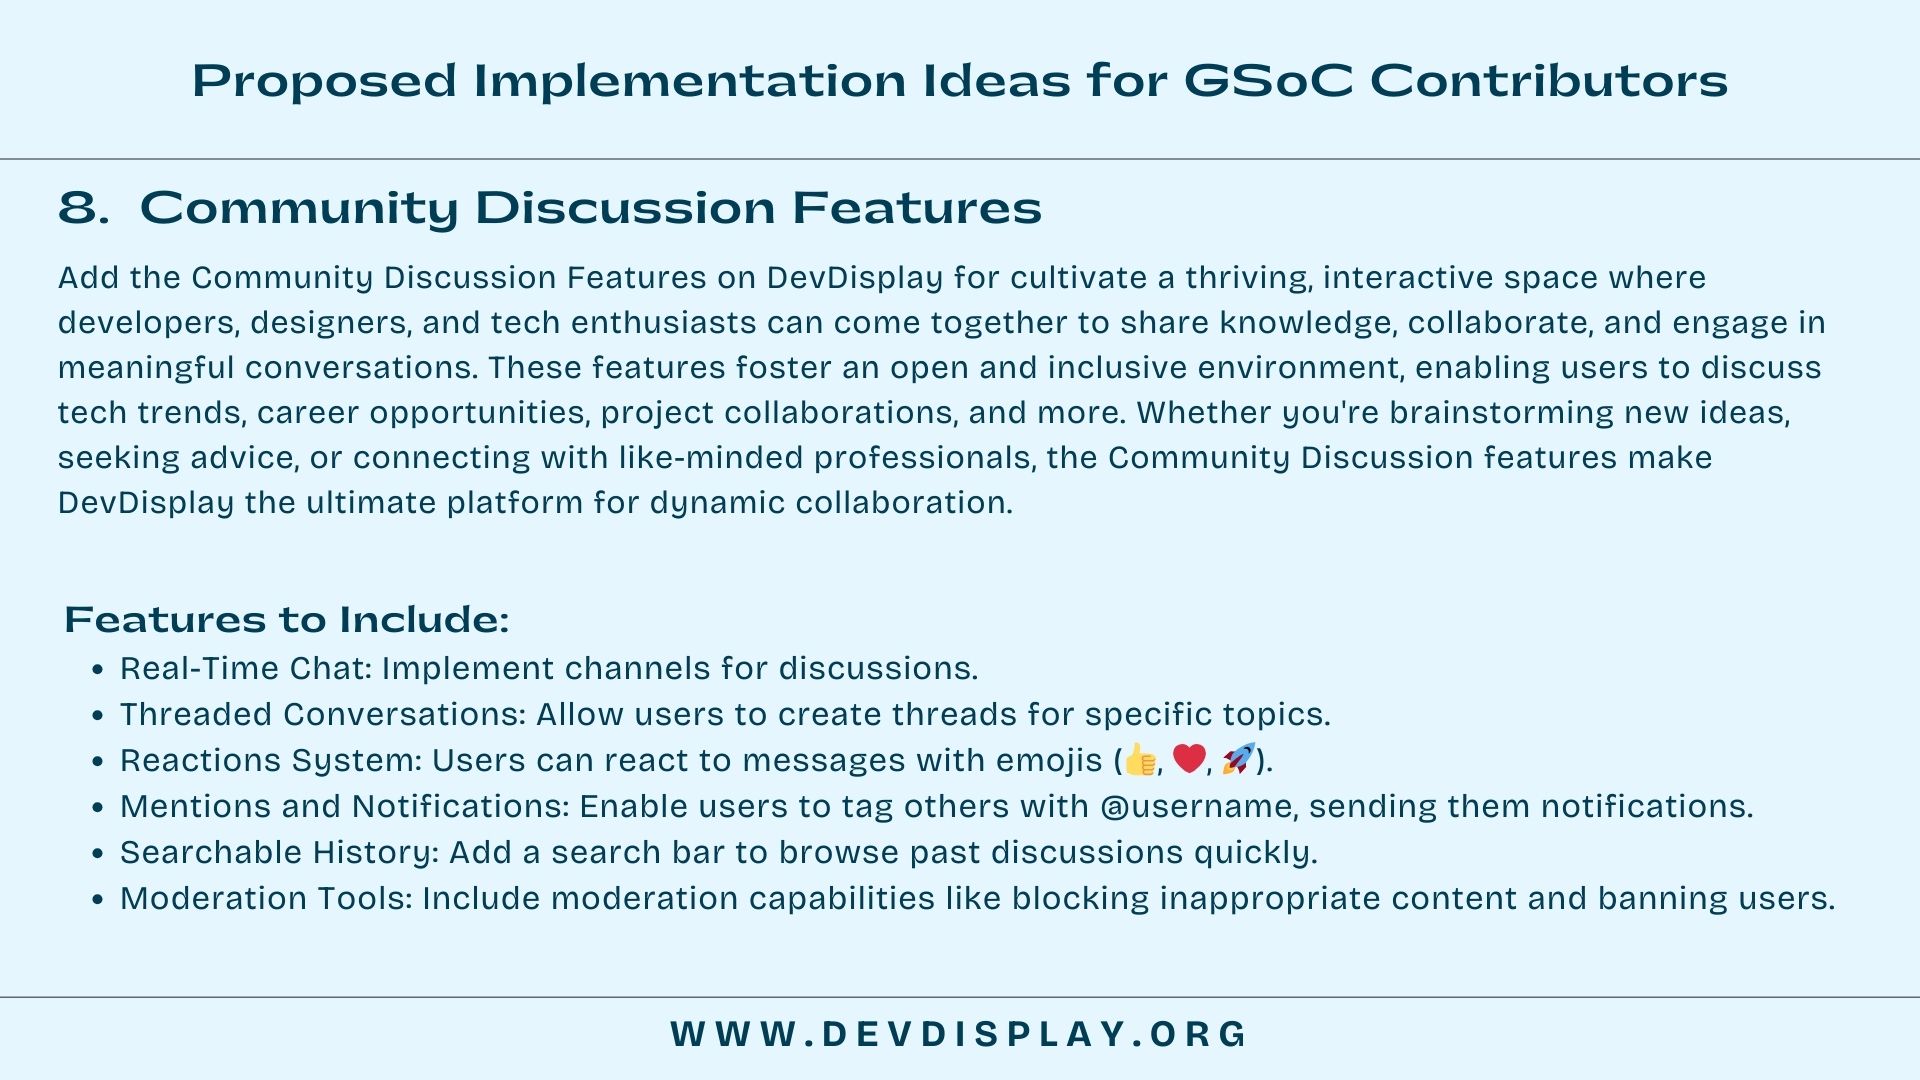 Proposed Implementation Ideas for GSoC Contributors
8. Community Discussion Features
Add the Community Discussion Features on DevDisplay for cultivate a thriving, interactive space where
developers, designers, and tech enthusiasts can come together to share knowledge, collaborate, and engage in
meaningful conversations. These features foster an open and inclusive environment, enabling users to discuss
tech trends, career opportunities, project collaborations, and more. Whether you're brainstorming new ideas,
seeking advice, or connecting with like-minded professionals, the Community Discussion features make
DevDisplay the ultimate platform for dynamic collaboration.
Features to Include:
• Real-Time Chat: Implement channels for discussions.
• Threaded Conversations: Allow users to create threads for specific topics.
• Reactions System: Users can react to messages with emojis (👍, ❤️, 🚀).
• Mentions and Notifications: Enable users to tag others with @username, sending them notifications.
• Searchable History: Add a search bar to browse past discussions quickly.
• Moderation Tools: Include moderation capabilities like blocking inappropriate content and banning users.
WWW.DEVDISPLAY.ORG